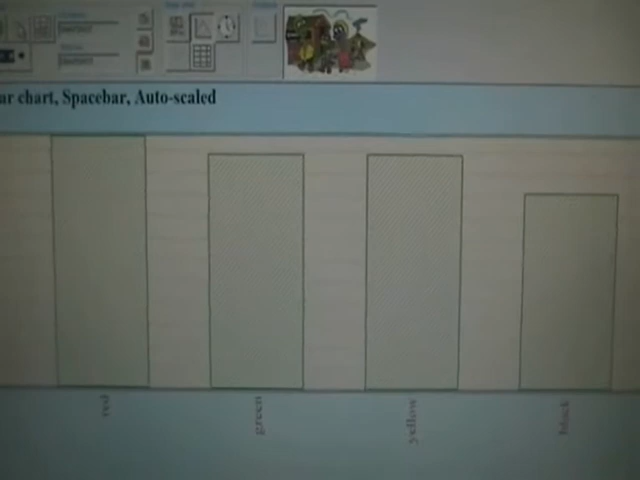 ar chart, Spacebar, Auto-scaled
red
green
yellow
black